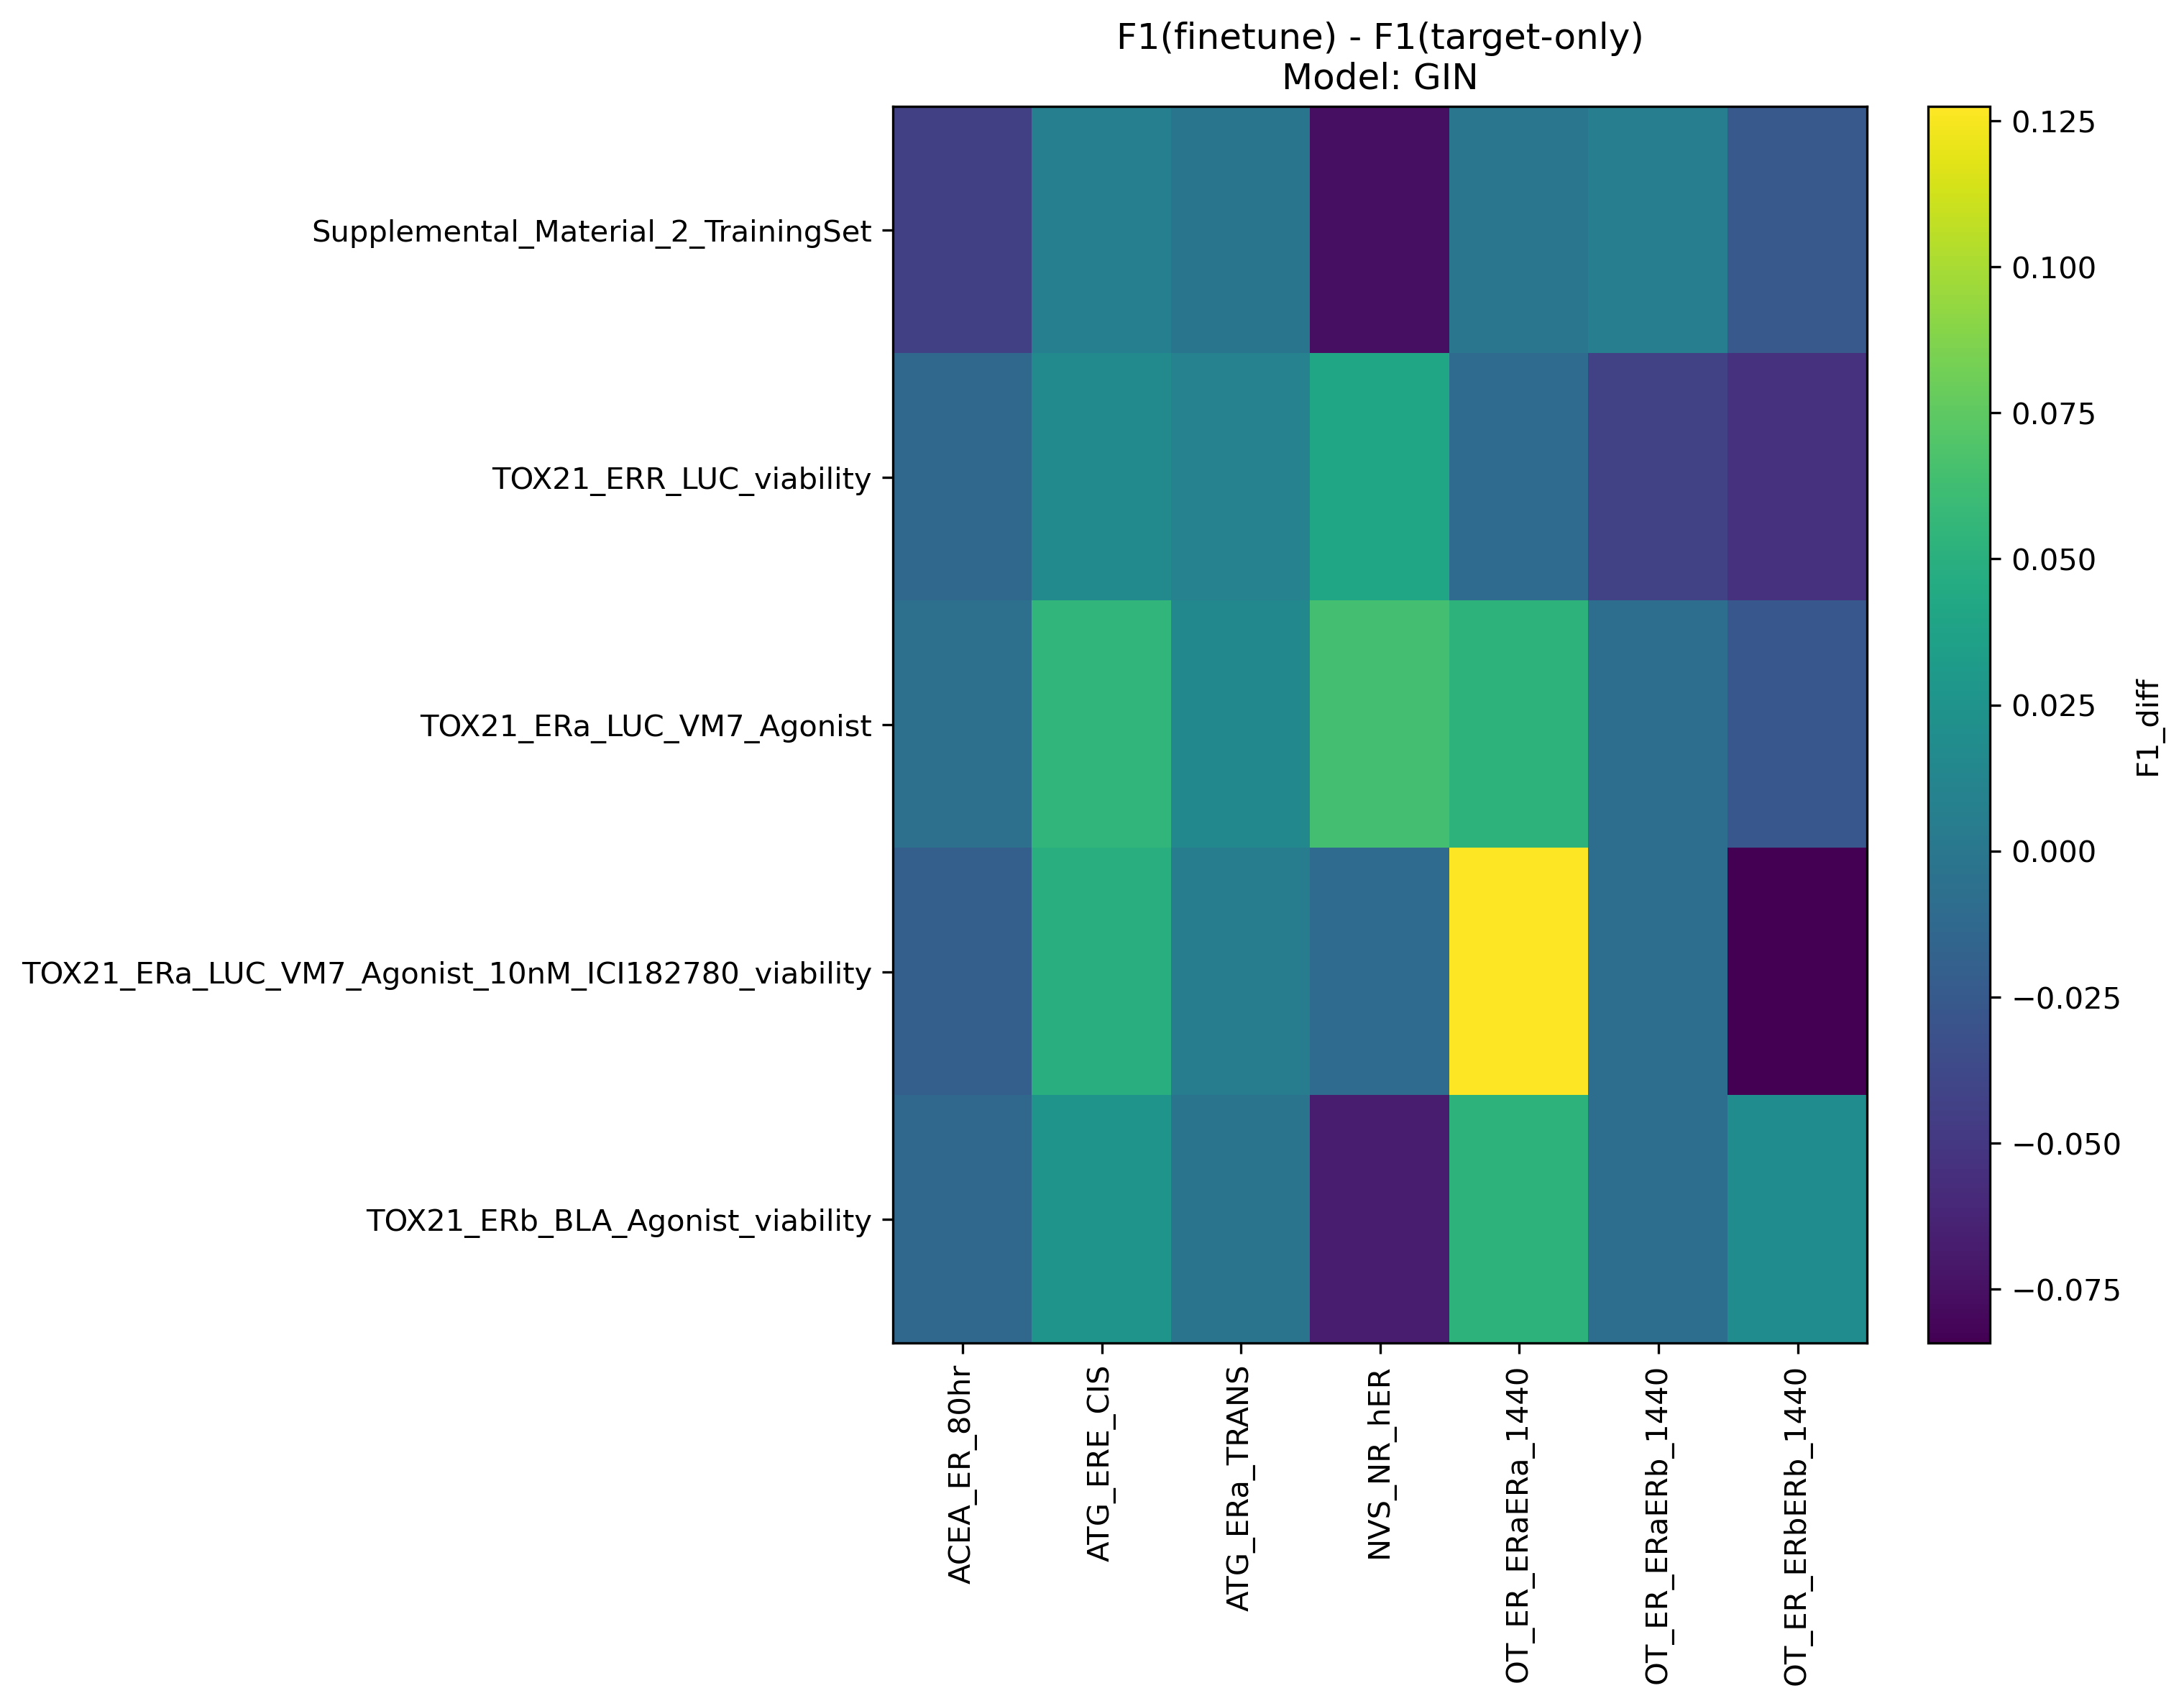 F1(finetune) - F1(target-only)
Model: GIN
Supplemental_Material_2_TrainingSet
TOX21_ERR_LUC_viability
TOX21_ERa_LUC_VM7_Agonist
TOX21_ERa_LUC_VM7_Agonist_10nM_ICI182780_viability
TOX21_ERb_BLA_Agonist_viability
ACEA_ER_80hr
ATG_ERE_CIS
ATG_ERa_TRANS
NVS_NR_hER
OT_ER_ERaERa_1440
OT_ER_ERaERb_1440
OT_ER_ERbERb_1440
0.125
0.100
0.075
0.050
0.025
0.000
−0.025
−0.050
−0.075
F1_diff